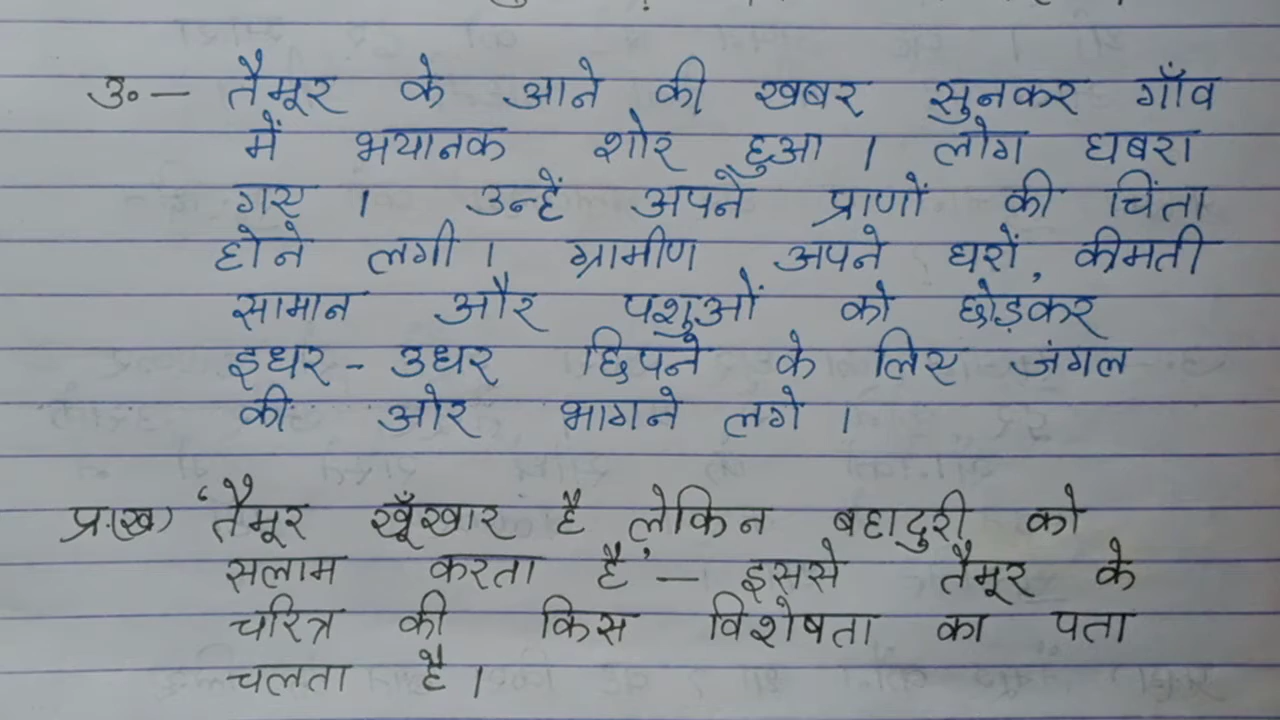 उ०— तैमूर के आने की खबर सुनकर गाँव
में भयानक शोर हुआ । लोग घबरा
गए । उन्हें अपने प्राणों की चिंता
होने लगी । ग्रामीण अपने घरों, कीमती
सामान और पशुओं को छोड़कर
इधर - उधर छिपने के लिए जंगल
की ओर भागने लगे ।
प्र.(ख) ‘तैमूर खूँखार है, लेकिन बहादुरी को
सलाम करता है’ — इससे तैमूर के
चरित्र की किस विशेषता का पता
चलता है ।